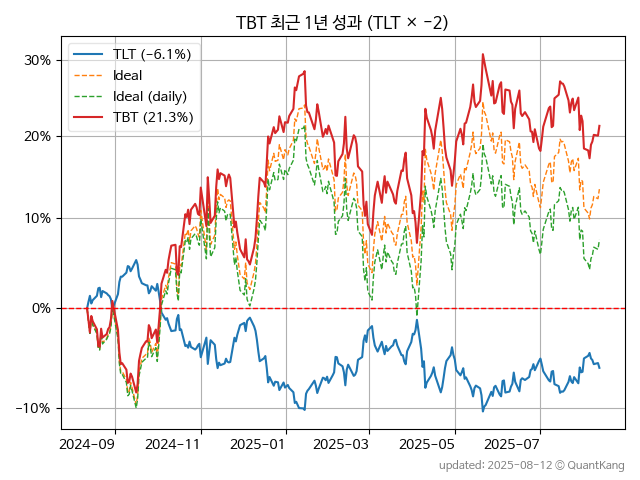 TBT 최근 1년 성과 (TLT × −2)
TLT (−6.1%)
Ideal
Ideal (daily)
TBT (21.3%)
30%
20%
10%
0%
−10%
2024-09
2024-11
2025-01
2025-03
2025-05
2025-07
updated: 2025-08-12 © QuantKang